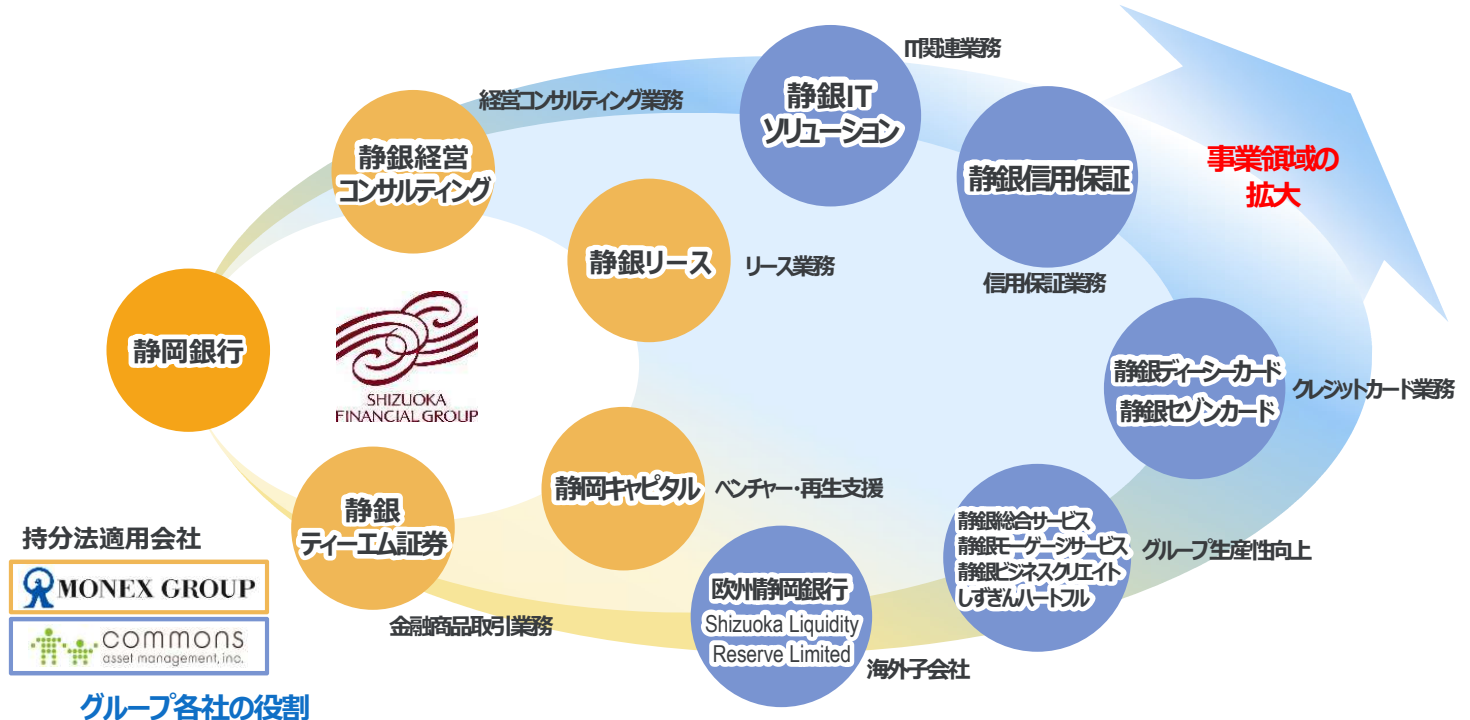 IT関連業務
静銀IT
ソリューション
経営コンサルティング業務
静銀経営
コンサルティング
静銀信用保証
事業領域の
拡大
静銀リース
リース業務
信用保証業務
静岡銀行
SHIZUOKA
FINANCIAL GROUP
静銀ディーシーカード
静銀セゾンカード
クレジットカード業務
静岡キャピタル
ベンチャー・再生支援
静銀
ティーエム証券
金融商品取引業務
静銀総合サービス
静銀モーゲージサービス
静銀ビジネスクリエイト
しずぎんハートフル
グループ生産性向上
欧州静岡銀行
Shizuoka Liquidity
Reserve Limited
海外子会社
持分法適用会社
MONEX GROUP
commons
asset management, inc.
グループ各社の役割